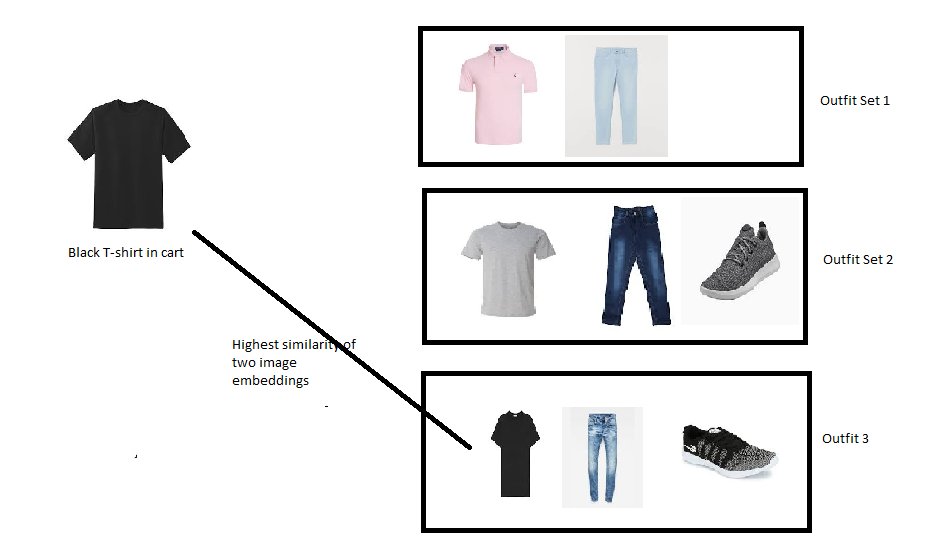 Outfit Set 1
Black T-shirt in cart
Outfit Set 2
Highest similarity of
two image
embeddings
Outfit 3